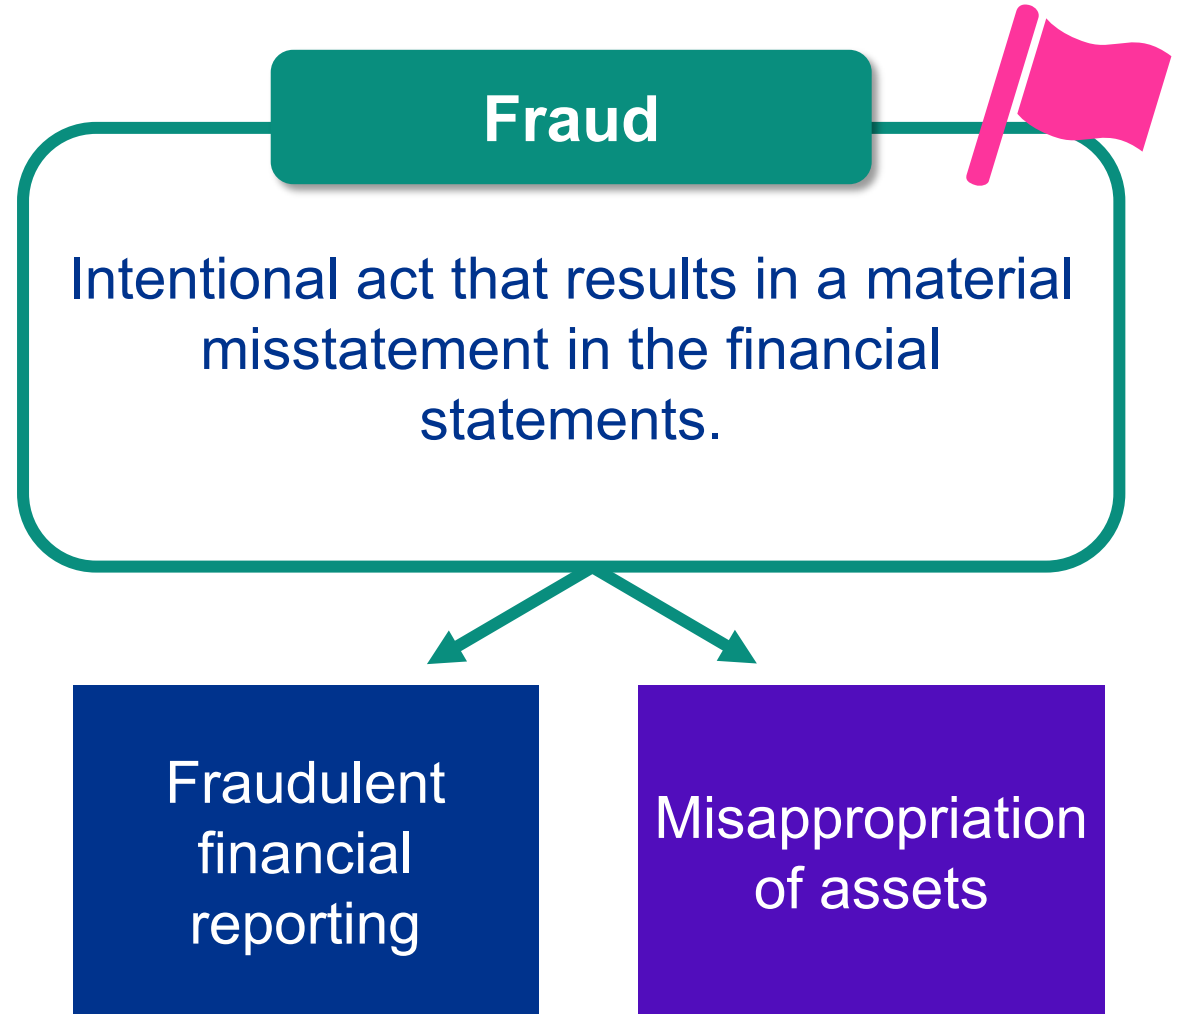 Fraud
Intentional act that results in a material
misstatement in the financial
statements.
Fraudulent
financial
reporting
Misappropriation
of assets